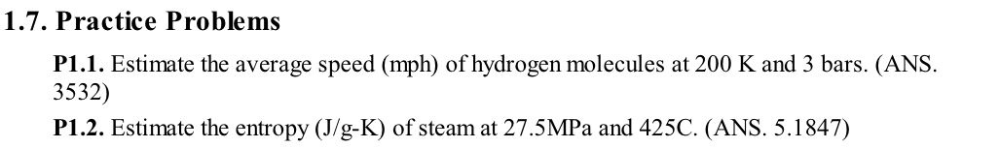 1.7. Practice Problems
P1.1. Estimate the average speed (mph) of hydrogen molecules at 200 K and 3 bars. (ANS.
3532)
P1.2. Estimate the entropy (J/g-K) of steam at 27.5MPa and 425C. (ANS. 5.1847)